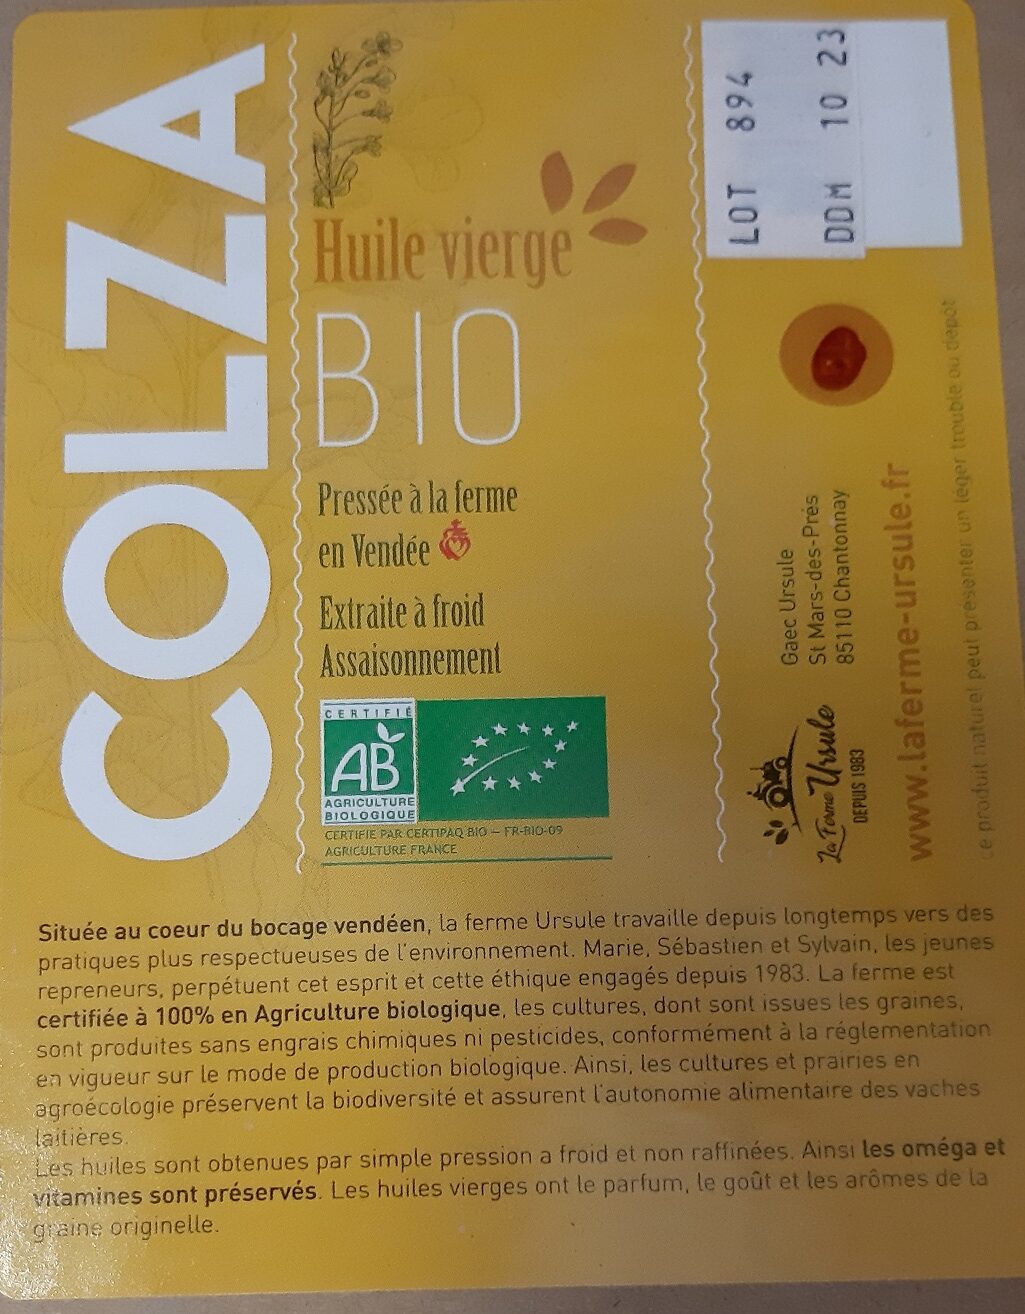 COLZA
Huile vierge
BIO
Pressée à la ferme
en Vendée
Extraite à froid
Assaisonnement
CERTIFIÉ
AB
AGRICULTURE
BIOLOGIQUE
CERTIFIE PAR CERTIPAQ BIO – FR-BIO-09
AGRICULTURE FRANCE
LOT 894
DDM 10 23
Gaec Ursule
St Mars-des-Prés
85110 Chantonnay
La Ferme Ursule
DEPUIS 1983
www.laferme-ursule.fr
ce produit naturel peut présenter un léger trouble ou dépôt
Située au coeur du bocage vendéen, la ferme Ursule travaille depuis longtemps vers des
pratiques plus respectueuses de l'environnement. Marie, Sébastien et Sylvain, les jeunes
repreneurs, perpétuent cet esprit et cette éthique engagés depuis 1983. La ferme est
certifiée à 100% en Agriculture biologique, les cultures, dont sont issues les graines,
sont produites sans engrais chimiques ni pesticides, conformément à la réglementation
en vigueur sur le mode de production biologique. Ainsi, les cultures et prairies en
agroécologie préservent la biodiversité et assurent l'autonomie alimentaire des vaches
laitières.
Les huiles sont obtenues par simple pression a froid et non raffinées. Ainsi les oméga et
vitamines sont préservés. Les huiles vierges ont le parfum, le goût et les arômes de la
graine originelle.